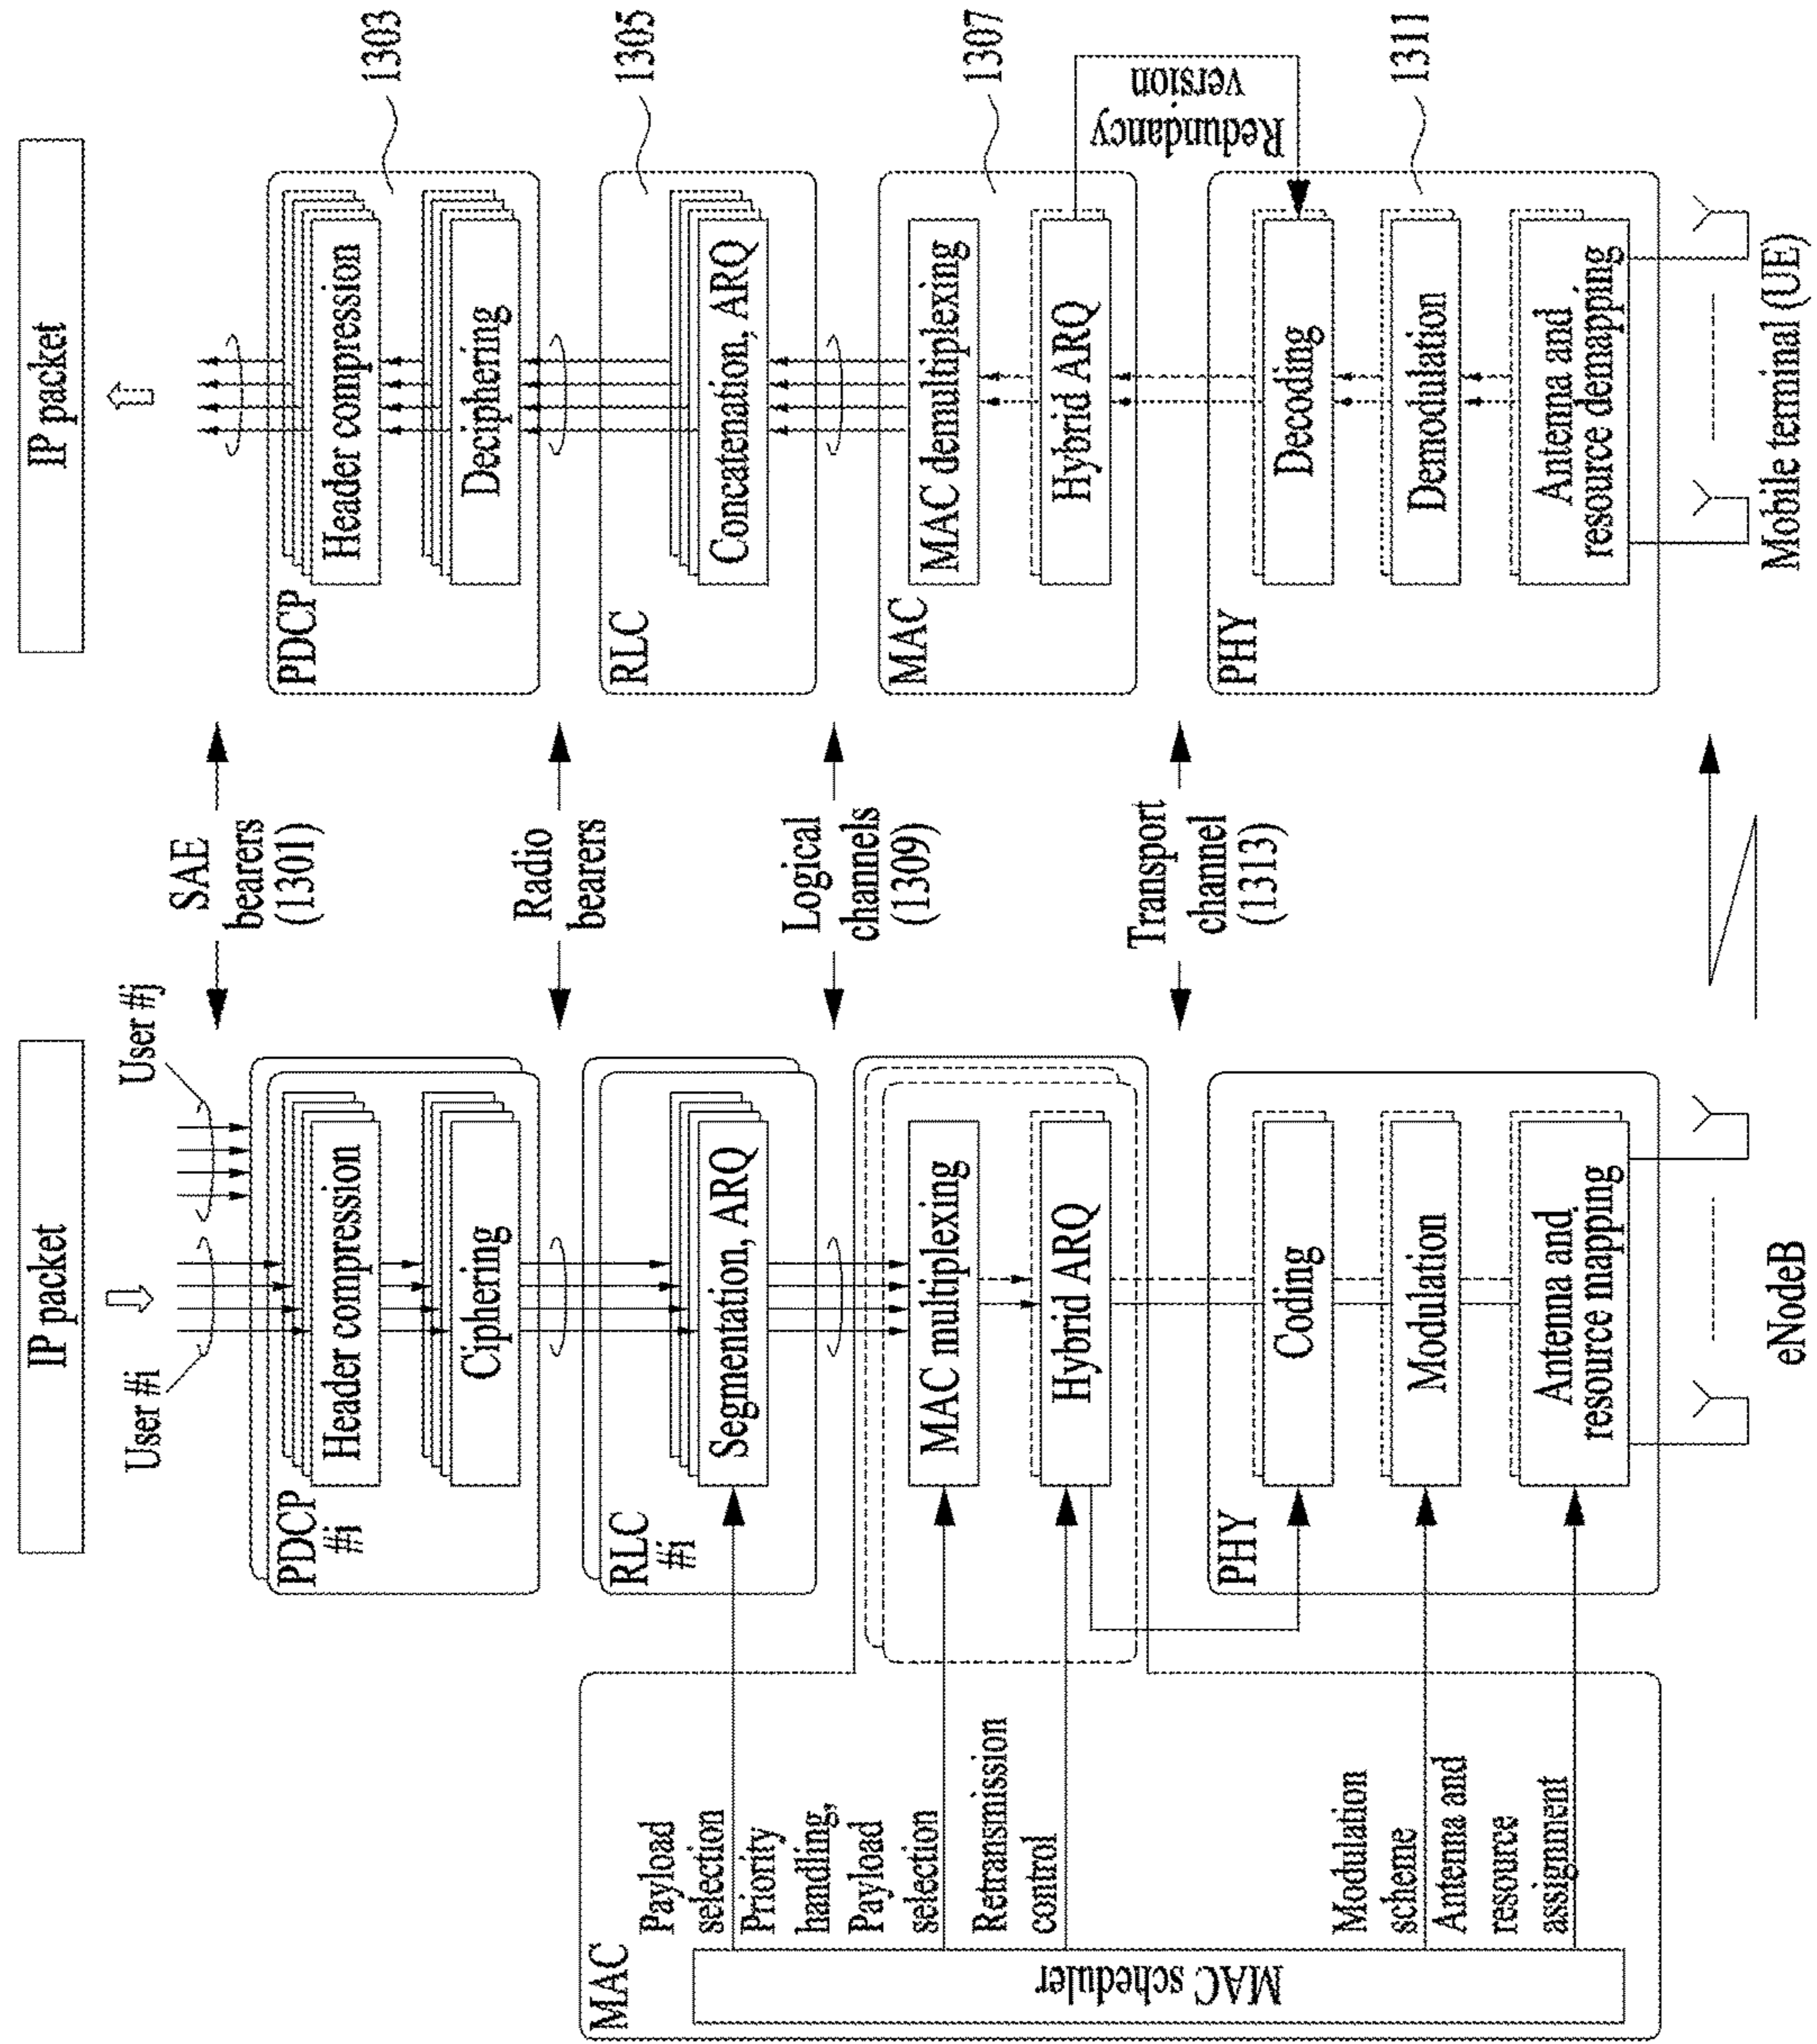 IP packet
User #i
User #j
PDCP
#i
Header compression
Ciphering
RLC
#i
Segmentation, ARQ
MAC
MAC scheduler
Payload
selection
Priority
handling,
Payload
selection
Retransmission
control
Modulation
scheme
Antenna and
resource
assignment
MAC multiplexing
Hybrid ARQ
PHY
Coding
Modulation
Antenna and
resource mapping
eNodeB
SAE
bearers
(1301)
Radio
bearers
Logical
channels
(1309)
Transport
channel
(1313)
IP packet
PDCP
Header compression
Deciphering
1303
RLC
Concatenation, ARQ
1305
MAC
MAC demultiplexing
Hybrid ARQ
1307
Redundancy
version
PHY
Decoding
Demodulation
Antenna and
resource demapping
1311
Mobile terminal (UE)